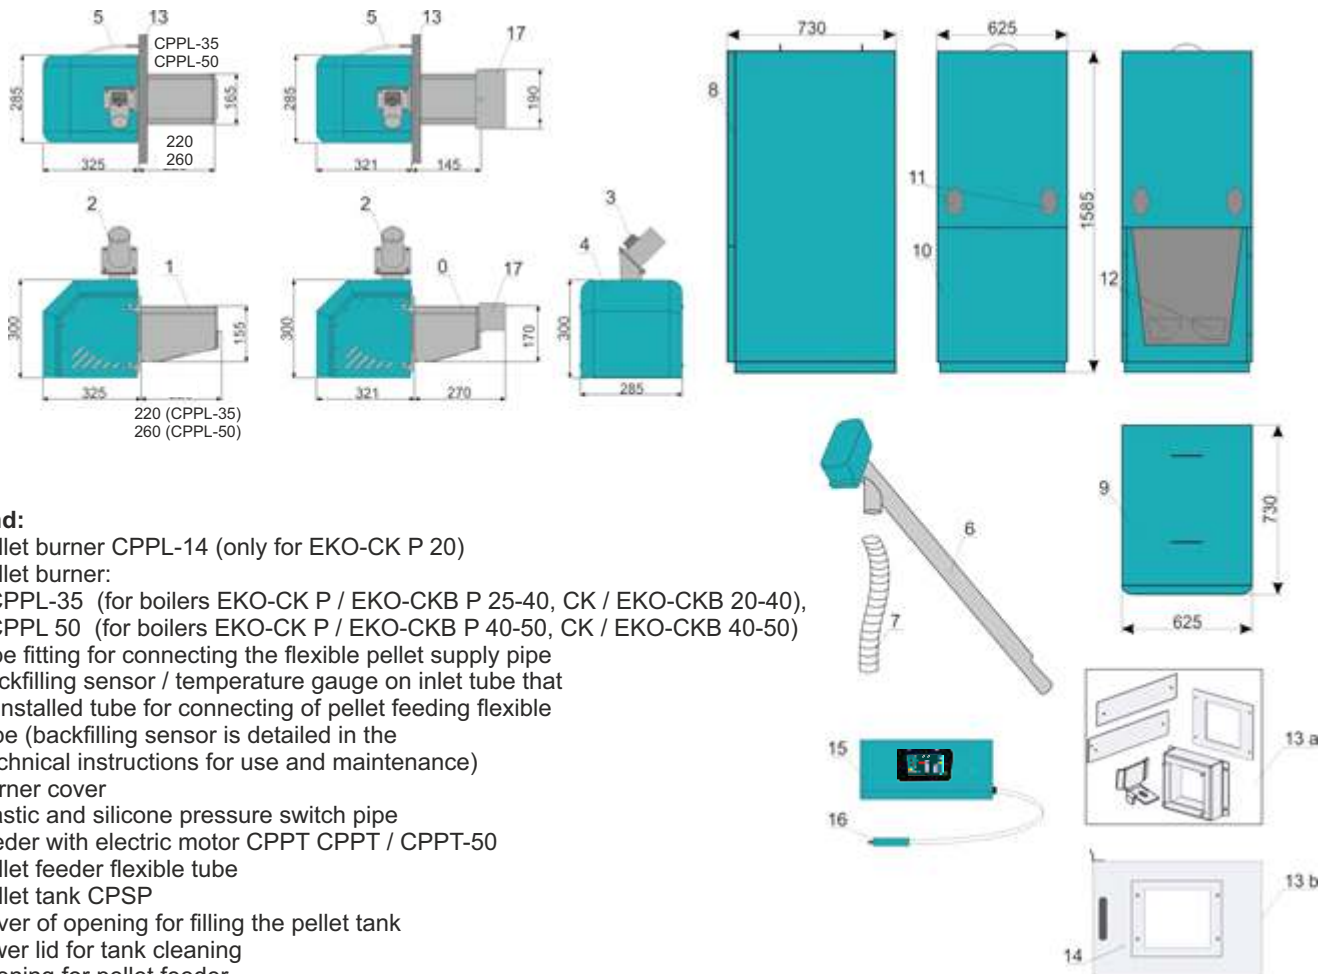 5
13
CPPL-35
CPPL-50
285
165
220
260
325
5
13
17
285
190
321
145
2
1
300
155
325
220 (CPPL-35)
260 (CPPL-50)
2
0
17
300
170
321
270
3
4
300
285
730
8
625
11
10
1585
12
6
7
9
730
625
15
16
13 a
13 b
14
nd:
llet burner CPPL-14 (only for EKO-CK P 20)
llet burner:
CPPL-35 (for boilers EKO-CK P / EKO-CKB P 25-40, CK / EKO-CKB 20-40),
CPPL 50 (for boilers EKO-CK P / EKO-CKB P 40-50, CK / EKO-CKB 40-50)
pe fitting for connecting the flexible pellet supply pipe
ckfilling sensor / temperature gauge on inlet tube that
installed tube for connecting of pellet feeding flexible
pe (backfilling sensor is detailed in the
chnical instructions for use and maintenance)
rner cover
astic and silicone pressure switch pipe
eder with electric motor CPPT CPPT / CPPT-50
llet feeder flexible tube
llet tank CPSP
ver of opening for filling the pellet tank
wer lid for tank cleaning
ening for pellet feeder